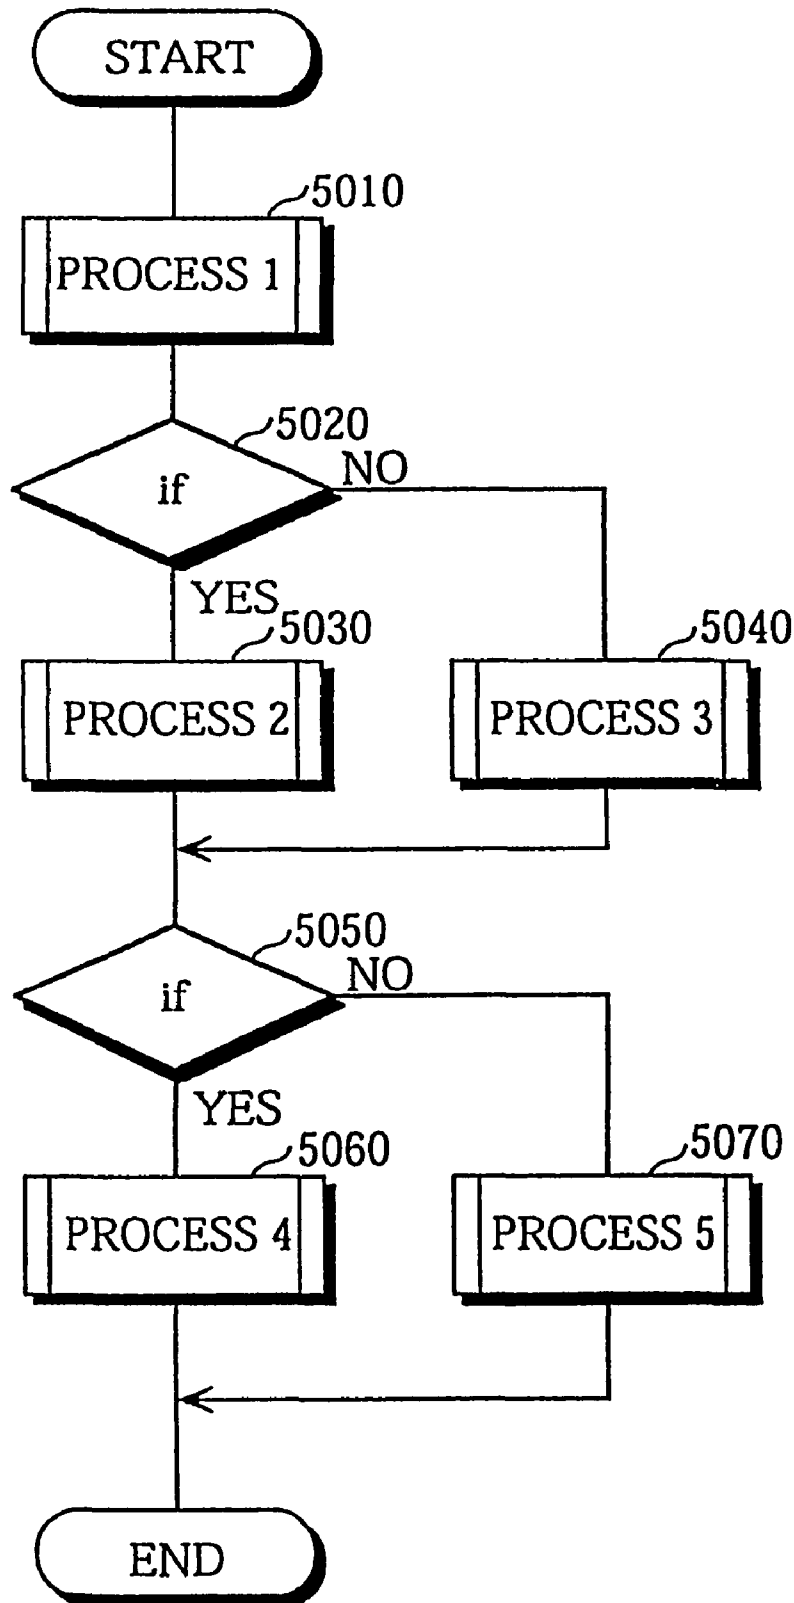 START
5010
PROCESS 1
5020
if
NO
YES
5030
PROCESS 2
5040
PROCESS 3
5050
if
NO
YES
5060
PROCESS 4
5070
PROCESS 5
END